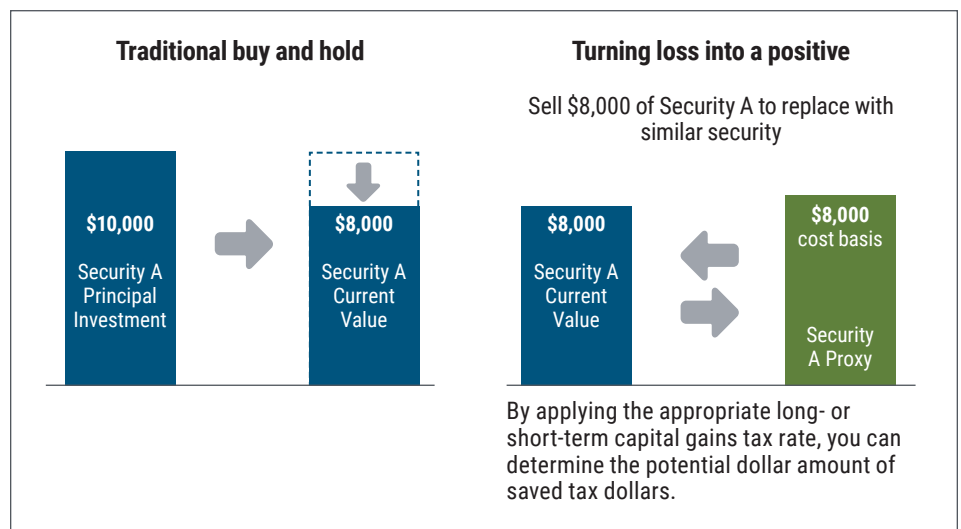 Traditional buy and hold
$10,000
Security A
Principal
Investment
$8,000
Security A
Current
Value
Turning loss into a positive
Sell $8,000 of Security A to replace with
similar security
$8,000
Security A
Current
Value
$8,000
cost basis
Security
A Proxy
By applying the appropriate long- or
short-term capital gains tax rate, you can
determine the potential dollar amount of
saved tax dollars.